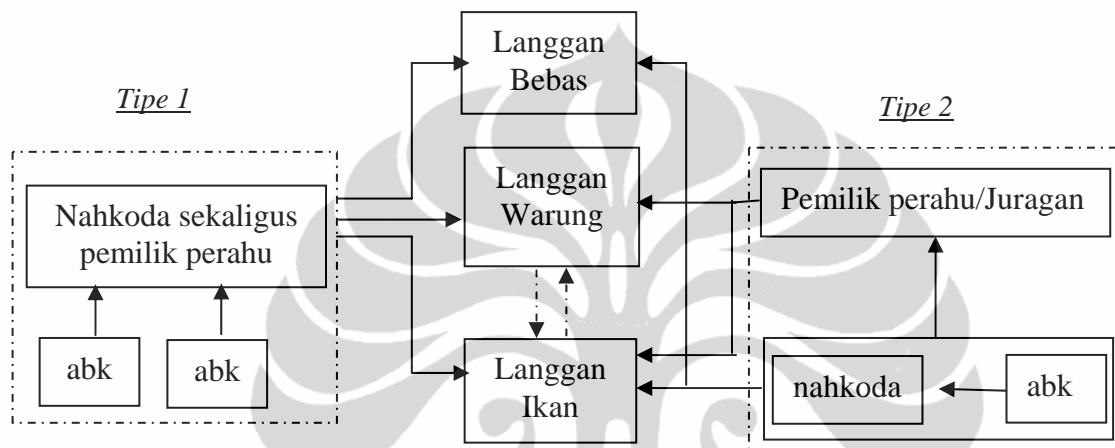 Langgan
Bebas
Tipe 1
Tipe 2
Langgan
Warung
Nahkoda sekaligus
pemilik perahu
Pemilik perahu/Juragan
abk
abk
Langgan
Ikan
nahkoda
abk